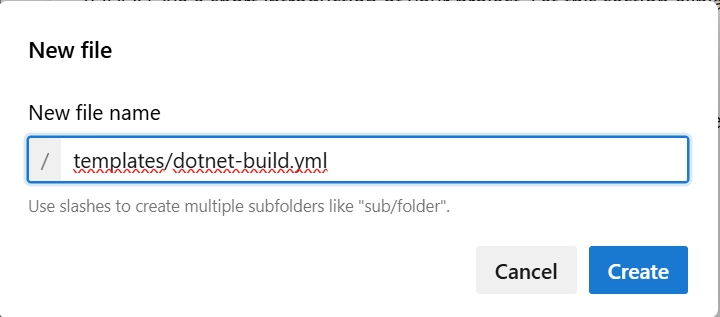 New file
New file name
/ templates/dotnet-build.yml
Use slashes to create multiple subfolders like "sub/folder".
Cancel Create